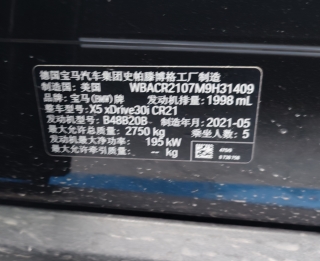 德国宝马汽车集团史帕滕博格工厂制造
制造国：美国 WBACR2107M9H31409
品牌：宝马(BMW)牌 发动机排量：1998 mL
整车型号：X5 xDrive30i CR21
发动机型号：B48B20B 制造年月：2021-05
最大允许总质量：2750 kg 乘坐人数：5
发动机最大净功率：195 kW
最大允许牵引质量：-- kg